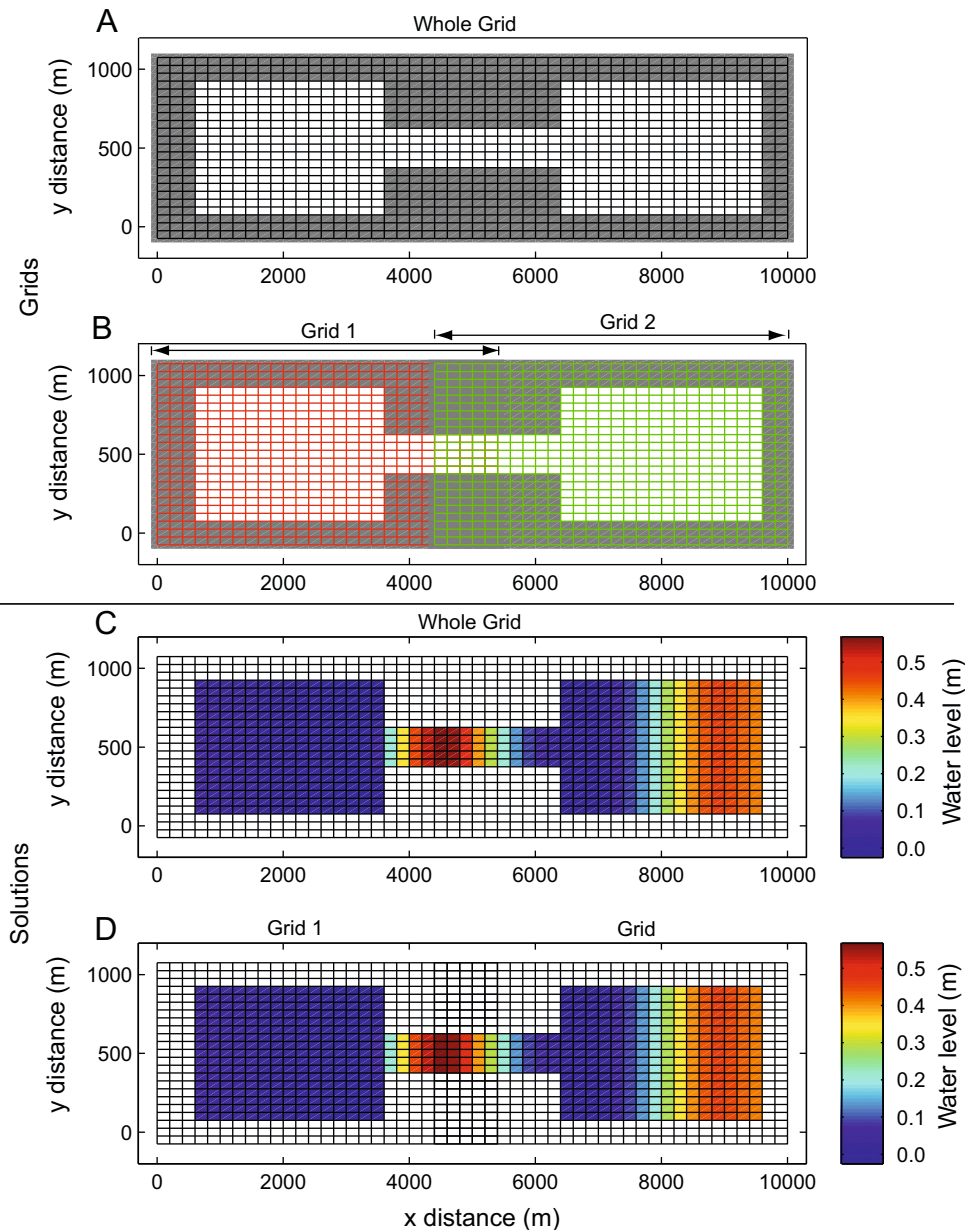 A
Whole Grid
1000
500
0
y distance (m)
0 2000 4000 6000 8000 10000
Grids
B
Grid 1
Grid 2
1000
500
0
y distance (m)
0 2000 4000 6000 8000 10000
C
Whole Grid
1000
500
0
y distance (m)
0 2000 4000 6000 8000 10000
0.5
0.4
0.3
0.2
0.1
0.0
Water level (m)
Solutions
D
Grid 1
Grid
1000
500
0
y distance (m)
0 2000 4000 6000 8000 10000
x distance (m)
0.5
0.4
0.3
0.2
0.1
0.0
Water level (m)